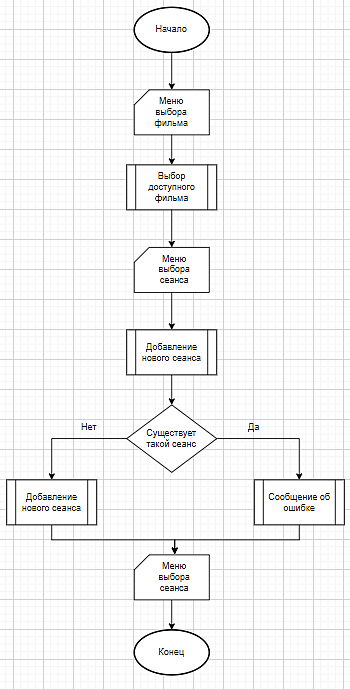 Начало
Меню
выбора
фильма
Выбор
доступного
фильма
Меню
выбора
сеанса
Добавление
нового сеанса
Существует
такой сеанс
Нет
Да
Добавление
нового сеанса
Сообщение об
ошибке
Меню
выбора
сеанса
Конец